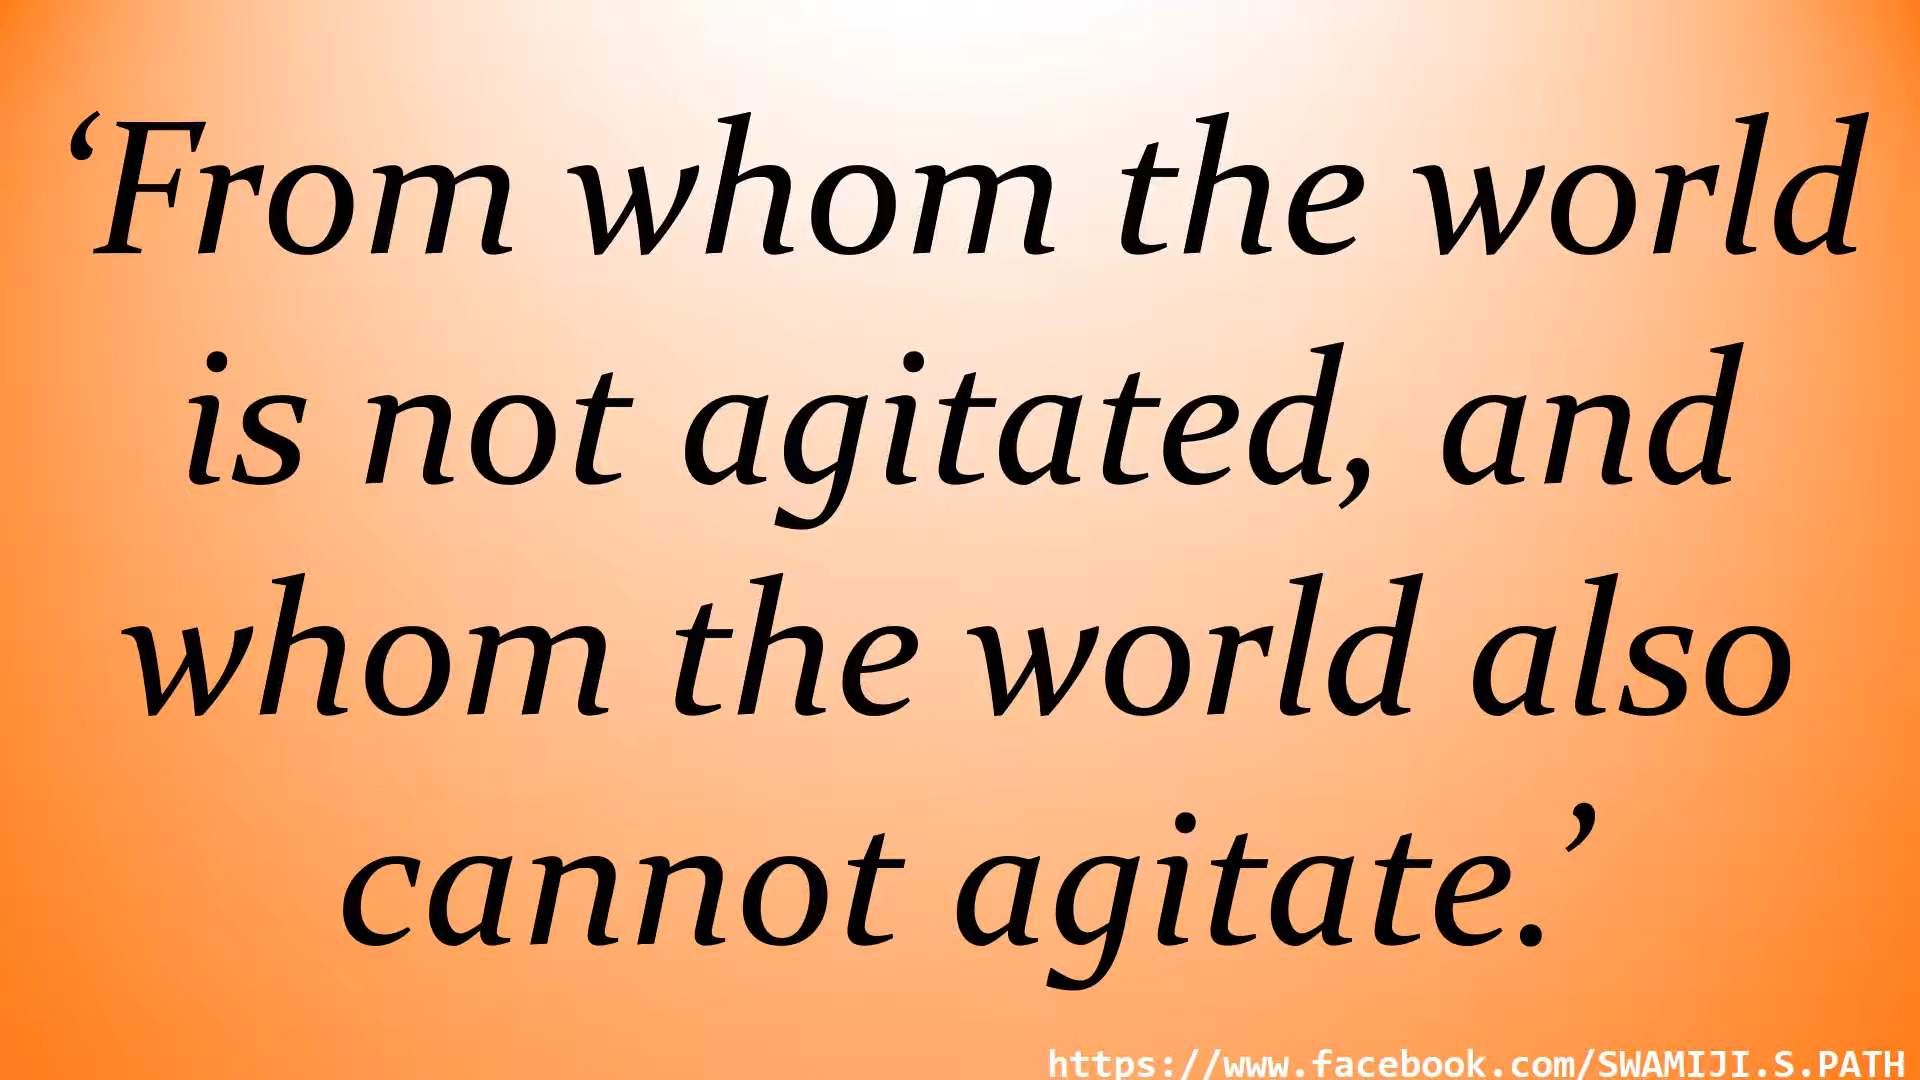 ‘From whom the world
is not agitated, and
whom the world also
cannot agitate.’
https://www.facebook.com/SWAMIJI.S.PATH